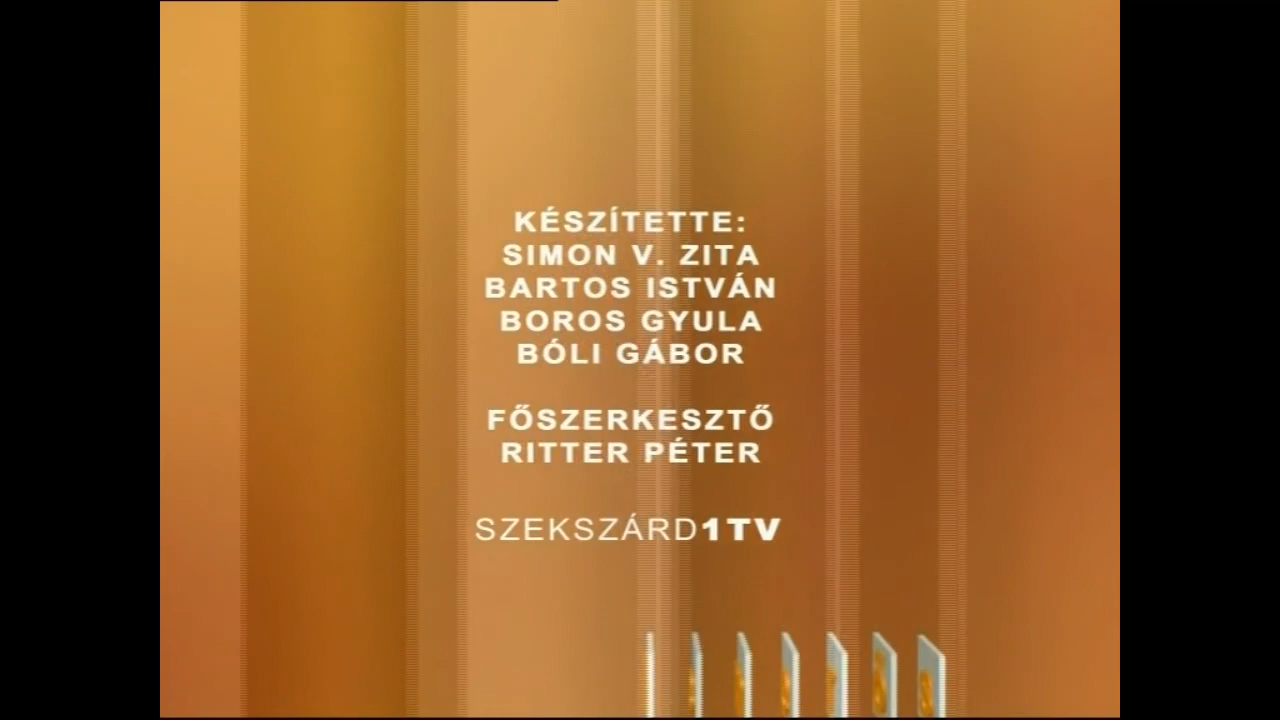 KÉSZÍTETTE:
SIMON V. ZITA
BARTOS ISTVÁN
BOROS GYULA
BÓLI GÁBOR
FŐSZERKESZTŐ
RITTER PÉTER
SZEKSZÁRD1TV